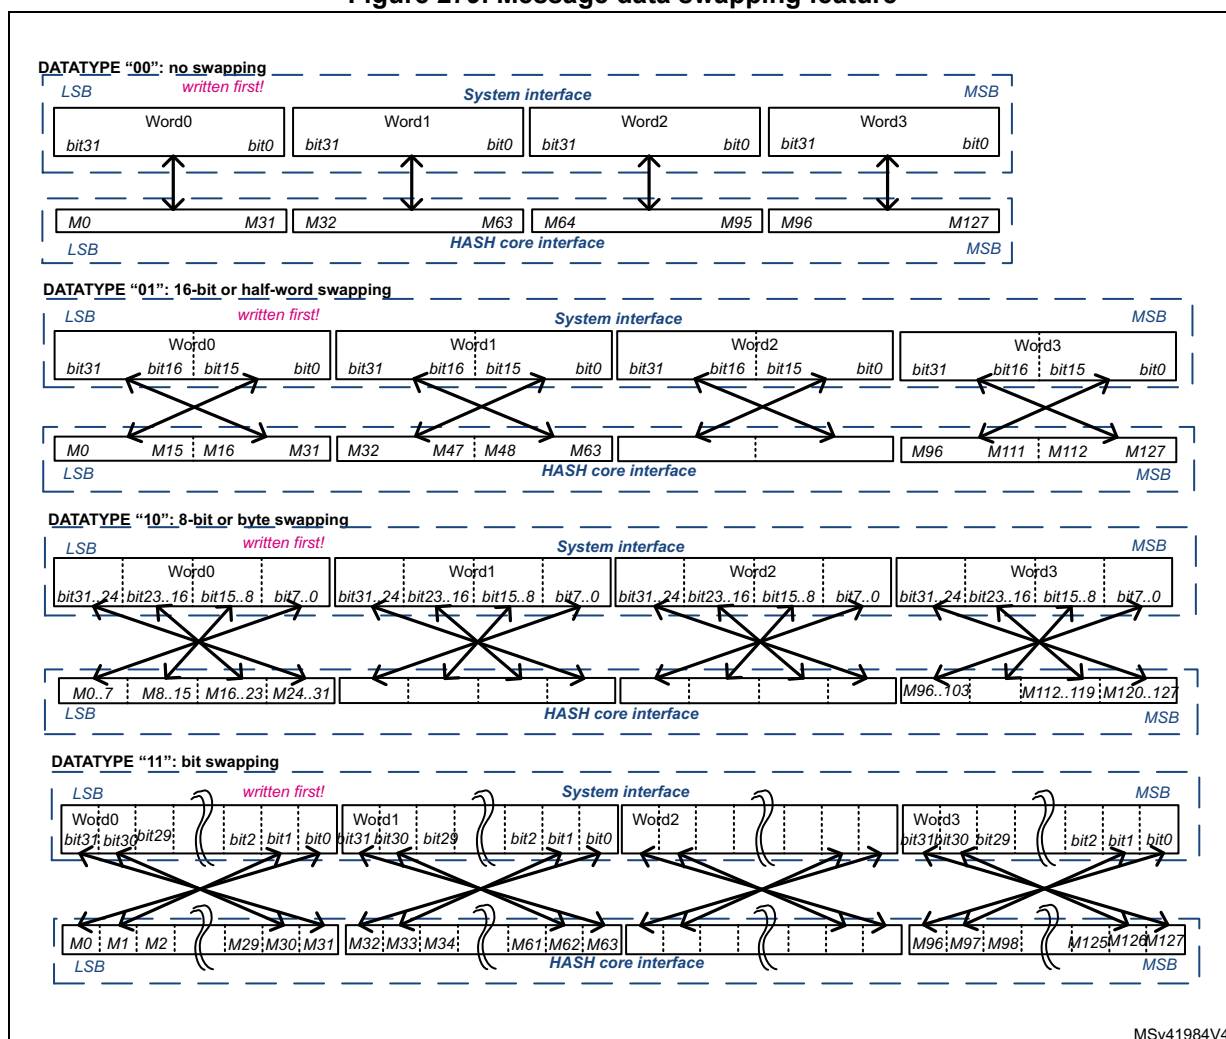 DATATYPE “00”: no swapping
LSB written first! System interface MSB
Word0 Word1 Word2 Word3
bit31 bit0 bit31 bit0 bit31 bit0 bit31 bit0
M0 M31 M32 M63 M64 M95 M96 M127
LSB HASH core interface MSB
DATATYPE “01”: 16-bit or half-word swapping
LSB written first! System interface MSB
Word0 Word1 Word2 Word3
bit31 bit16 bit15 bit0 bit31 bit16 bit15 bit0 bit31 bit16 bit15 bit0 bit31 bit16 bit15 bit0
M0 M15 M16 M31 M32 M47 M48 M63 M96 M111 M112 M127
LSB HASH core interface MSB
DATATYPE “10”: 8-bit or byte swapping
LSB written first! System interface MSB
Word0 Word1 Word2 Word3
bit31..24 bit23..16 bit15..8 bit7..0 bit31..24 bit23..16 bit15..8 bit7..0 bit31..24 bit23..16 bit15..8 bit7..0 bit31..24 bit23..16 bit15..8 bit7..0
M0..7 M8..15 M16..23 M24..31 M96..103 M112..119 M120..127
LSB HASH core interface MSB
DATATYPE “11”: bit swapping
LSB written first! System interface MSB
Word0 Word1 Word2 Word3
bit31 bit30 bit29 bit2 bit1 bit0 bit31 bit30 bit29 bit2 bit1 bit0 bit31 bit30 bit29 bit2 bit1 bit0
M0 M1 M2 M29 M30 M31 M32 M33 M34 M61 M62 M63 M96 M97 M98 M125 M126 M127
LSB HASH core interface MSB
MSv41984V4